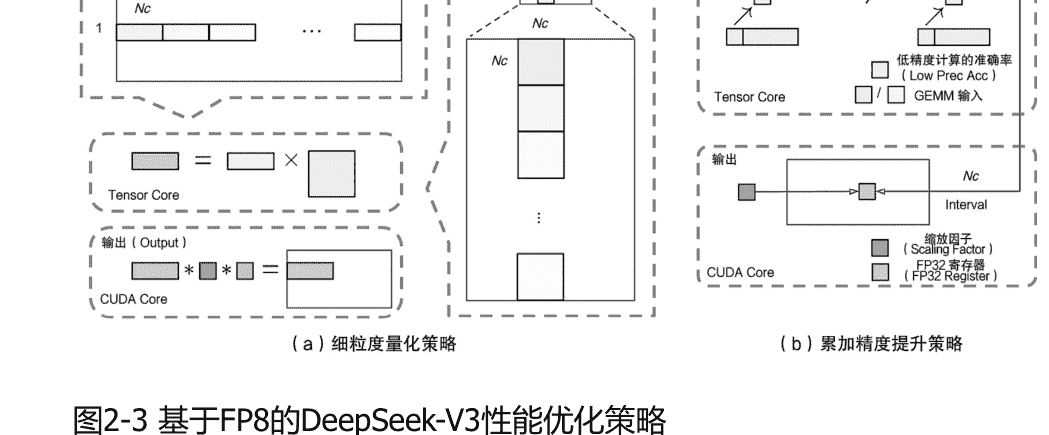 Nc
1
...
Tensor Core
输出（Output）
* * =
CUDA Core
= ×
Nc
Nc
⋮
低精度计算的准确率
（Low Prec Acc）
/ GEMM 输入
Tensor Core
输出
Nc
Interval
缩放因子
（Scaling Factor）
FP32 寄存器
（FP32 Register）
CUDA Core
（a）细粒度量化策略
（b）累加精度提升策略
图2-3 基于FP8的DeepSeek-V3性能优化策略